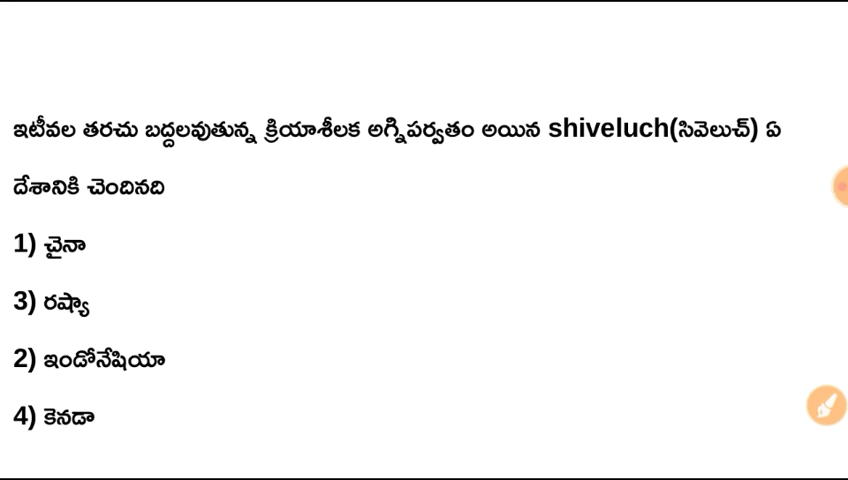 ఇటీవల తరచు బద్దలవుతున్న క్రియాశీలక అగ్నిపర్వతం అయిన shiveluch(సివెలుచ్) ఏ
దేశానికి చెందినది
1) చైనా
3) రష్యా
2) ఇండోనేషియా
4) కెనడా